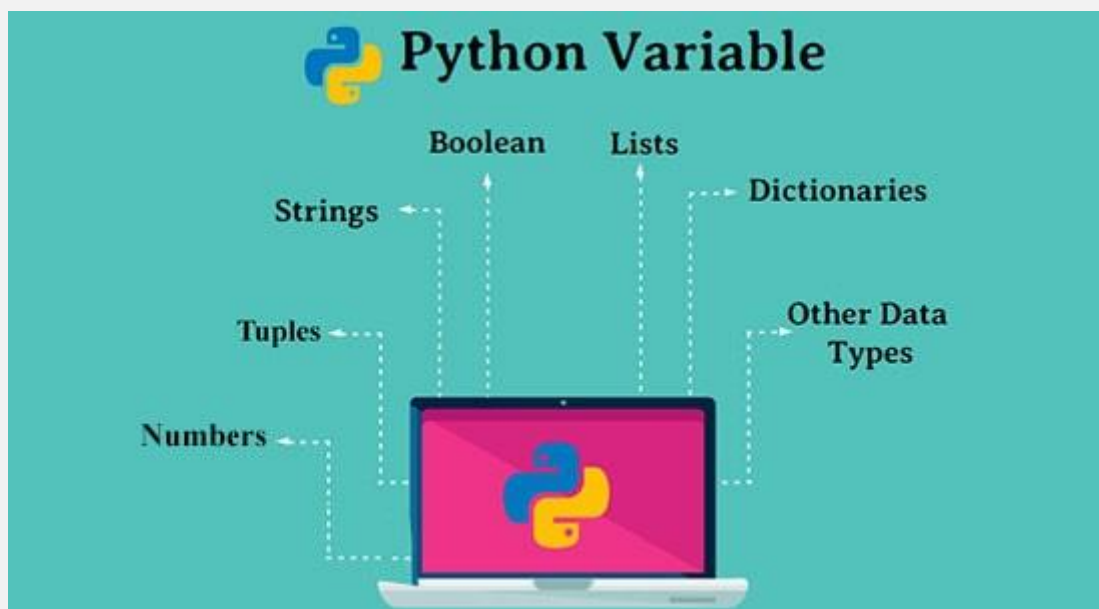 Python Variable
Boolean
Lists
Strings
Dictionaries
Tuples
Other Data
Types
Numbers